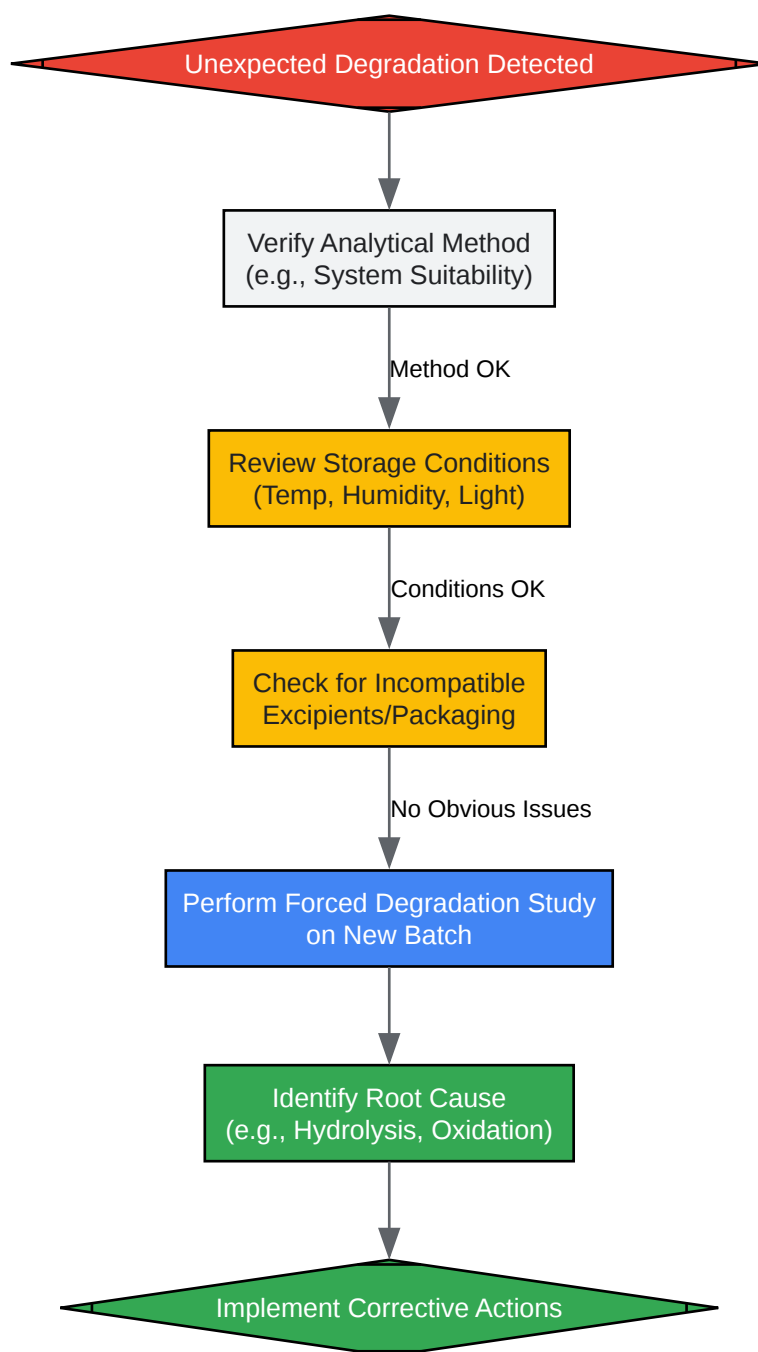 Unexpected Degradation Detected
Verify Analytical Method
(e.g., System Suitability)
Method OK
Review Storage Conditions
(Temp, Humidity, Light)
Conditions OK
Check for Incompatible
Excipients/Packaging
No Obvious Issues
Perform Forced Degradation Study
on New Batch
Identify Root Cause
(e.g., Hydrolysis, Oxidation)
Implement Corrective Actions